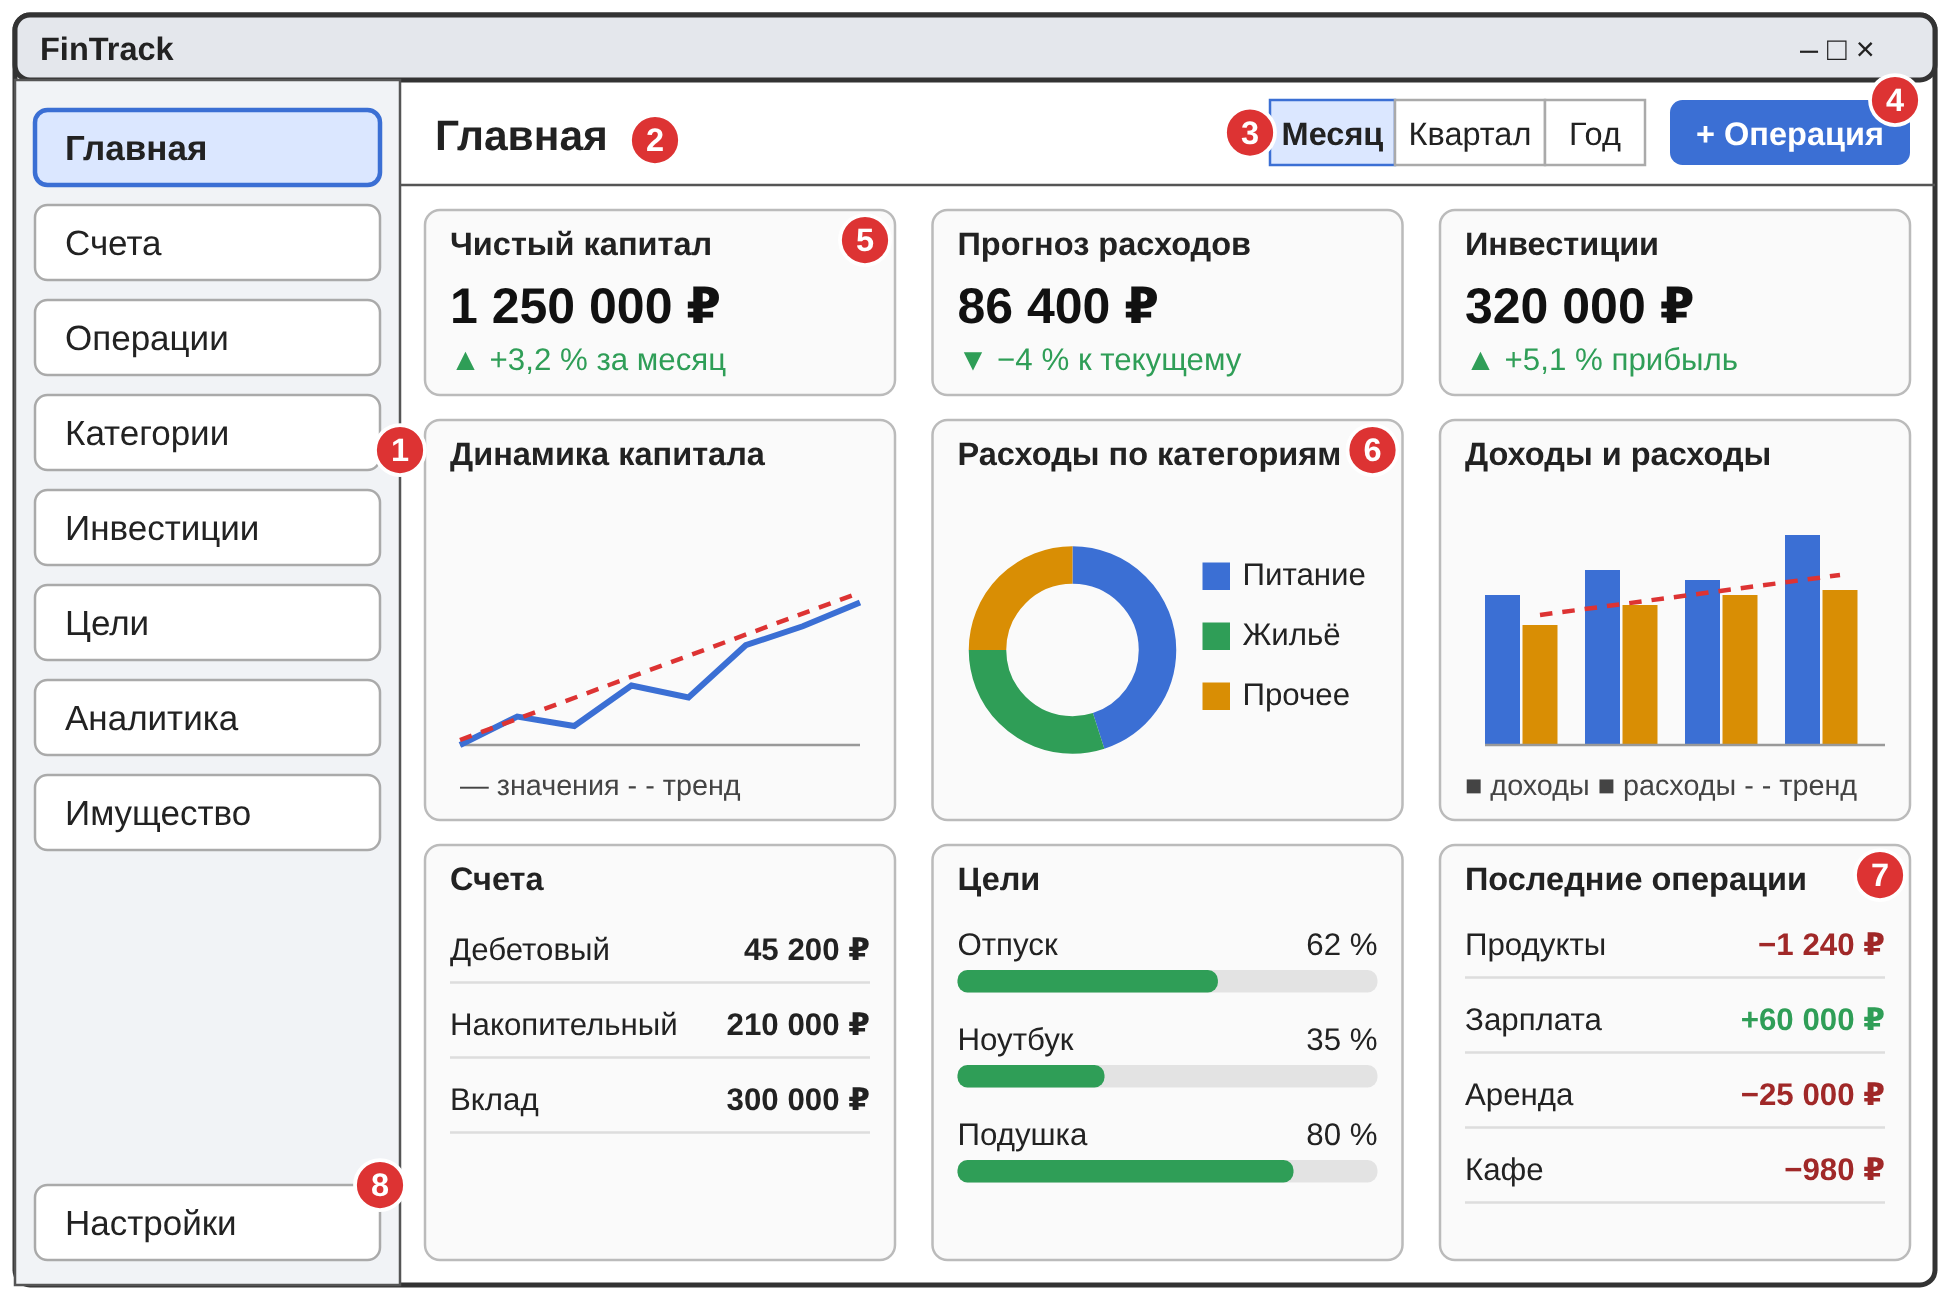 FinTrack
– □ ×
Главная
Счета
Операции
Категории
Инвестиции
Цели
Аналитика
Имущество
Настройки
1
8
Главная
2
3
Месяц
Квартал
Год
+ Операция
4
Чистый капитал
5
1 250 000 ₽
▲ +3,2 % за месяц
Прогноз расходов
86 400 ₽
▼ −4 % к текущему
Инвестиции
320 000 ₽
▲ +5,1 % прибыль
Динамика капитала
— значения - - тренд
Расходы по категориям
6
Питание
Жильё
Прочее
Доходы и расходы
■ доходы ■ расходы - - тренд
Счета
Дебетовый 45 200 ₽
Накопительный 210 000 ₽
Вклад 300 000 ₽
Цели
Отпуск 62 %
Ноутбук 35 %
Подушка 80 %
Последние операции
7
Продукты −1 240 ₽
Зарплата +60 000 ₽
Аренда −25 000 ₽
Кафе −980 ₽